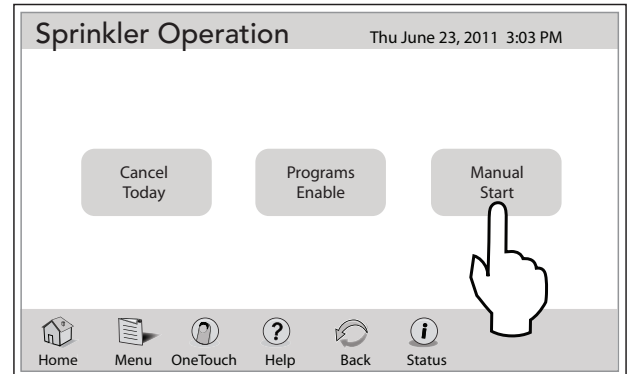 Sprinkler Operation
Thu June 23, 2011 3:03 PM
Cancel
Today
Programs
Enable
Manual
Start
?
i
Home
Menu
OneTouch
Help
Back
Status